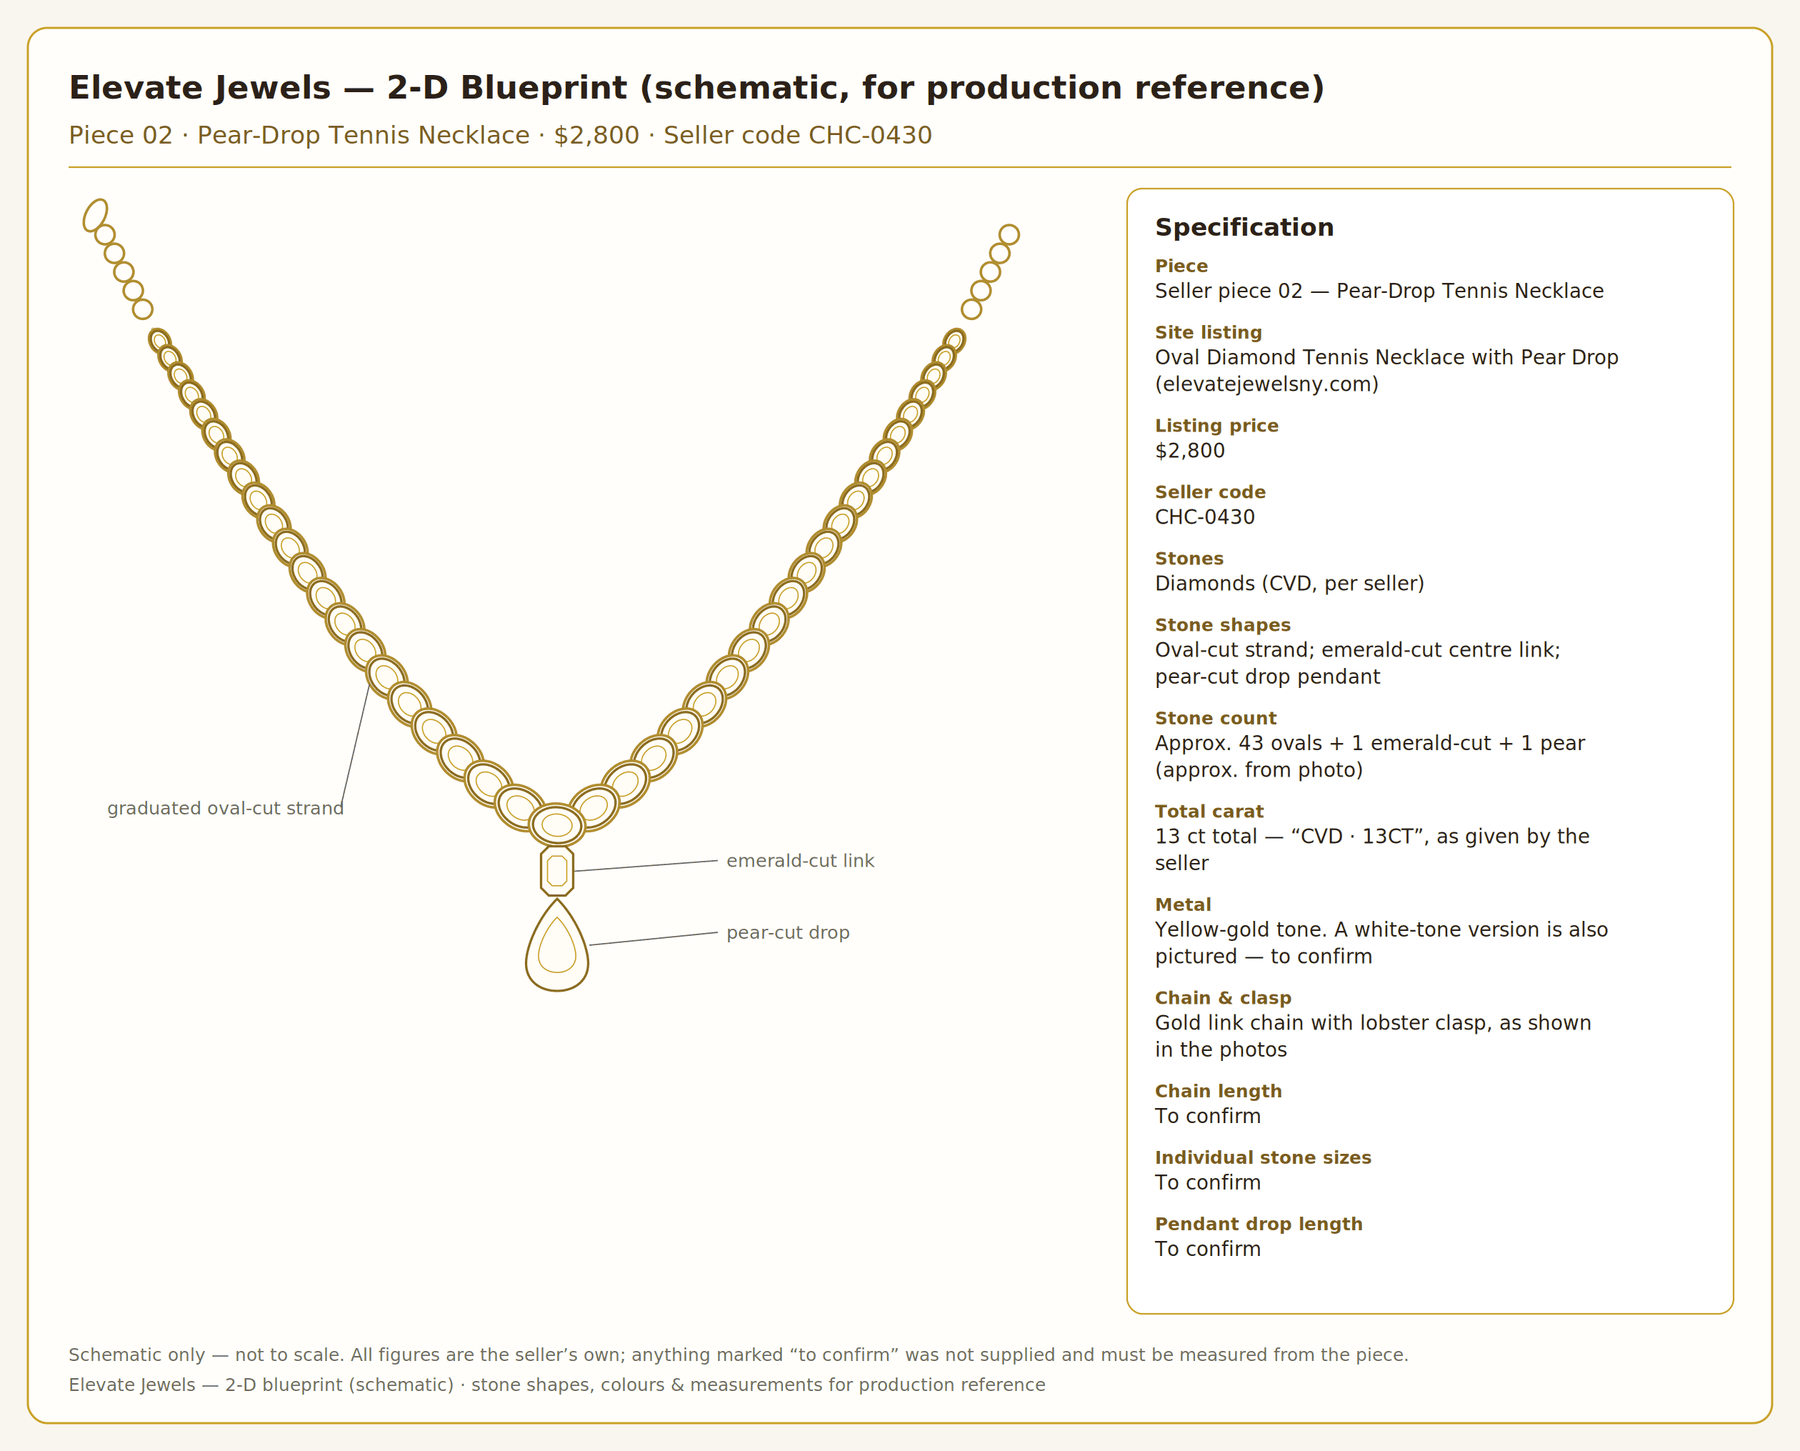 Elevate Jewels — 2-D Blueprint (schematic, for production reference)
Piece 02 · Pear-Drop Tennis Necklace · $2,800 · Seller code CHC-0430
graduated oval-cut strand
emerald-cut link
pear-cut drop
Specification
Piece
Seller piece 02 — Pear-Drop Tennis Necklace
Site listing
Oval Diamond Tennis Necklace with Pear Drop
(elevatejewelsny.com)
Listing price
$2,800
Seller code
CHC-0430
Stones
Diamonds (CVD, per seller)
Stone shapes
Oval-cut strand; emerald-cut centre link;
pear-cut drop pendant
Stone count
Approx. 43 ovals + 1 emerald-cut + 1 pear
(approx. from photo)
Total carat
13 ct total — “CVD · 13CT”, as given by the
seller
Metal
Yellow-gold tone. A white-tone version is also
pictured — to confirm
Chain & clasp
Gold link chain with lobster clasp, as shown
in the photos
Chain length
To confirm
Individual stone sizes
To confirm
Pendant drop length
To confirm
Schematic only — not to scale. All figures are the seller’s own; anything marked “to confirm” was not supplied and must be measured from the piece.
Elevate Jewels — 2-D blueprint (schematic) · stone shapes, colours & measurements for production reference